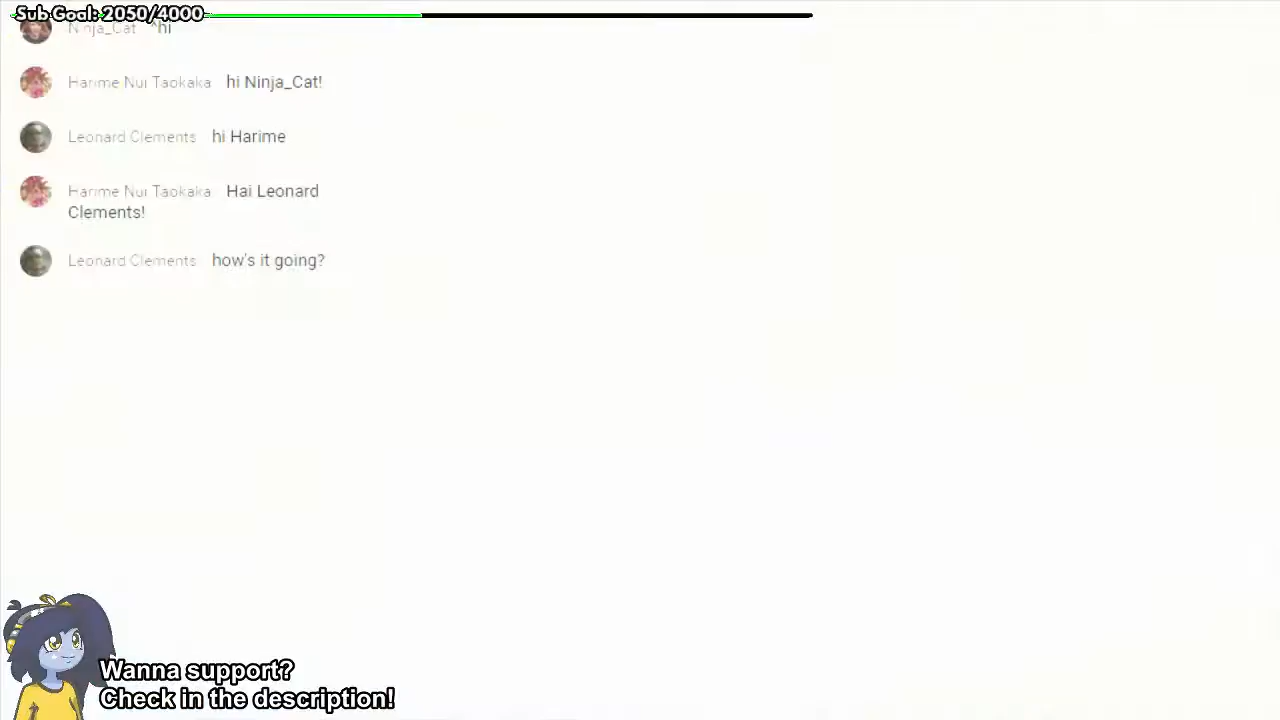 Sub Goal: 2050/4000
Ninja_Cat ^hi
Harime Nui Taokaka hi Ninja_Cat!
Leonard Clements hi Harime
Harime Nui Taokaka Hai Leonard
Clements!
Leonard Clements how's it going?
Wanna support?
Check in the description!